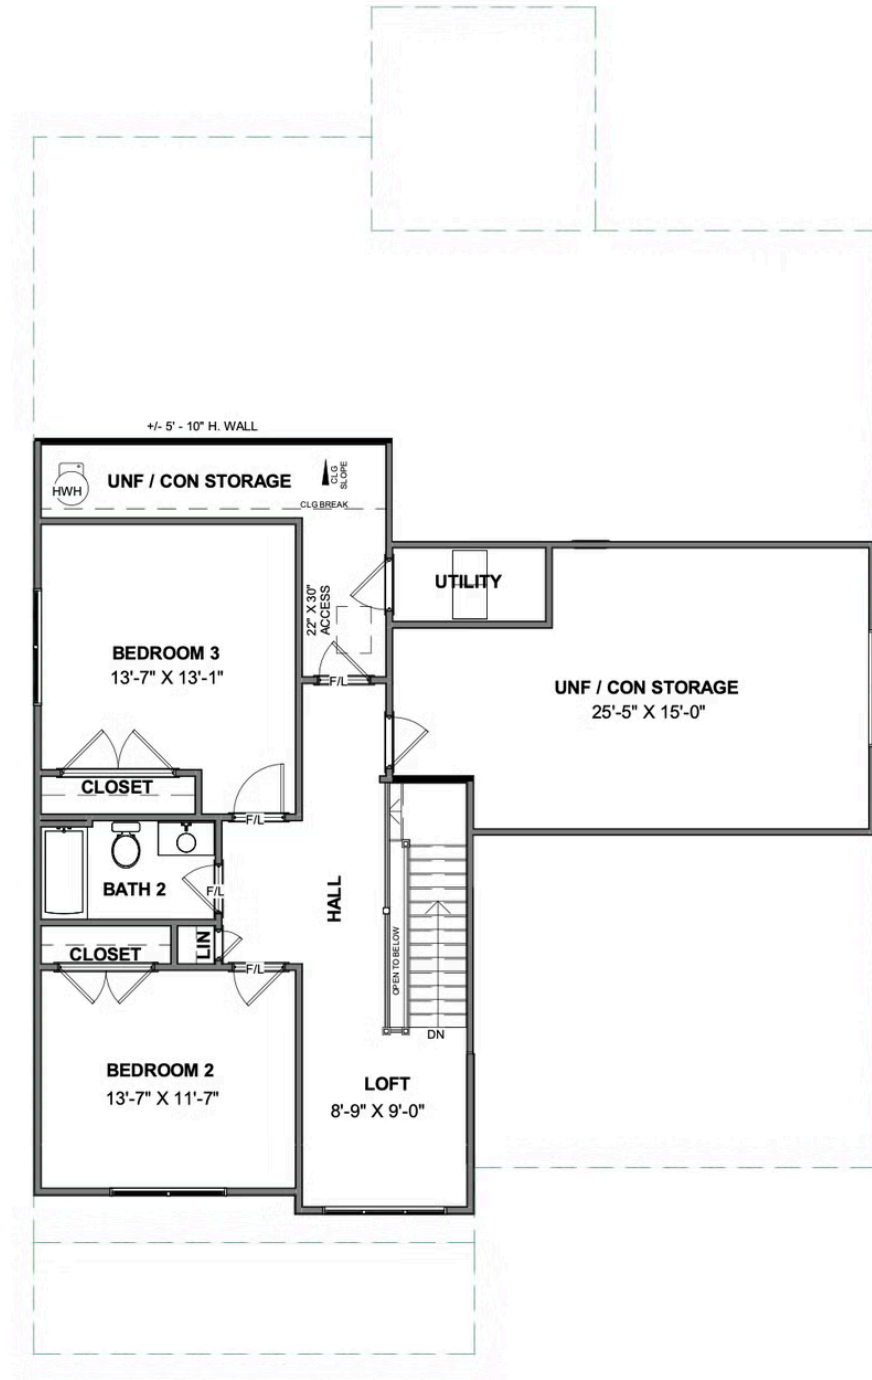 +/- 5' - 10" H. WALL
UNF / CON STORAGE
HWH
CLG
SLOPE
CLG BREAK
22" X 30"
ACCESS
UTILITY
BEDROOM 3
13'-7" X 13'-1"
F/L
UNF / CON STORAGE
25'-5" X 15'-0"
CLOSET
F/L
BATH 2
F/L
HALL
LIN
CLOSET
F/L
OPEN TO BELOW
DN
BEDROOM 2
13'-7" X 11'-7"
LOFT
8'-9" X 9'-0"